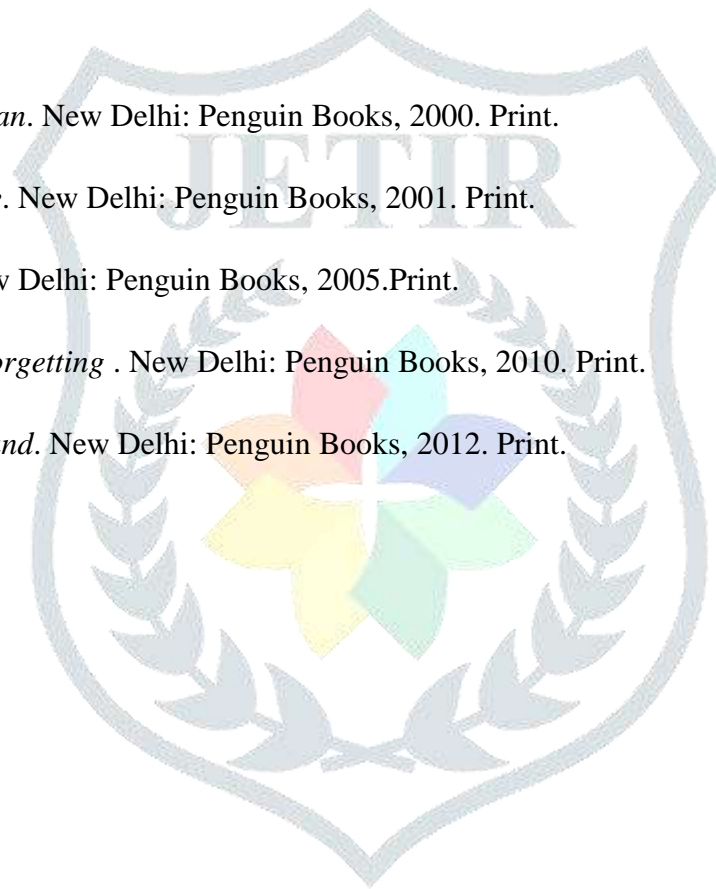 an. New Delhi: Penguin Books, 2000. Print.
JETIR
. New Delhi: Penguin Books, 2001. Print.
Delhi: Penguin Books, 2005.Print.
orgetting . New Delhi: Penguin Books, 2010. Print.
nd. New Delhi: Penguin Books, 2012. Print.